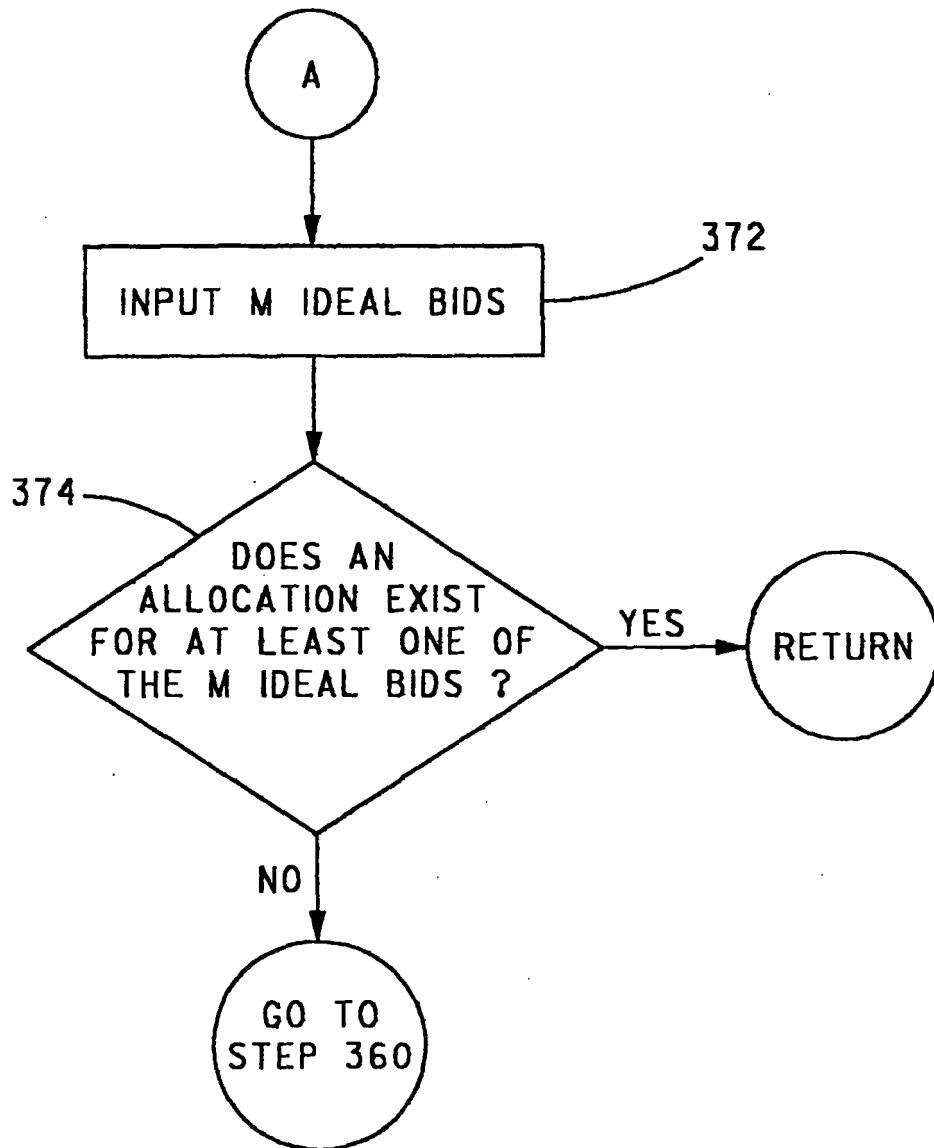 A
372
INPUT M IDEAL BIDS
374
DOES AN
ALLOCATION EXIST
FOR AT LEAST ONE OF
THE M IDEAL BIDS ?
YES
RETURN
NO
GO TO
STEP 360